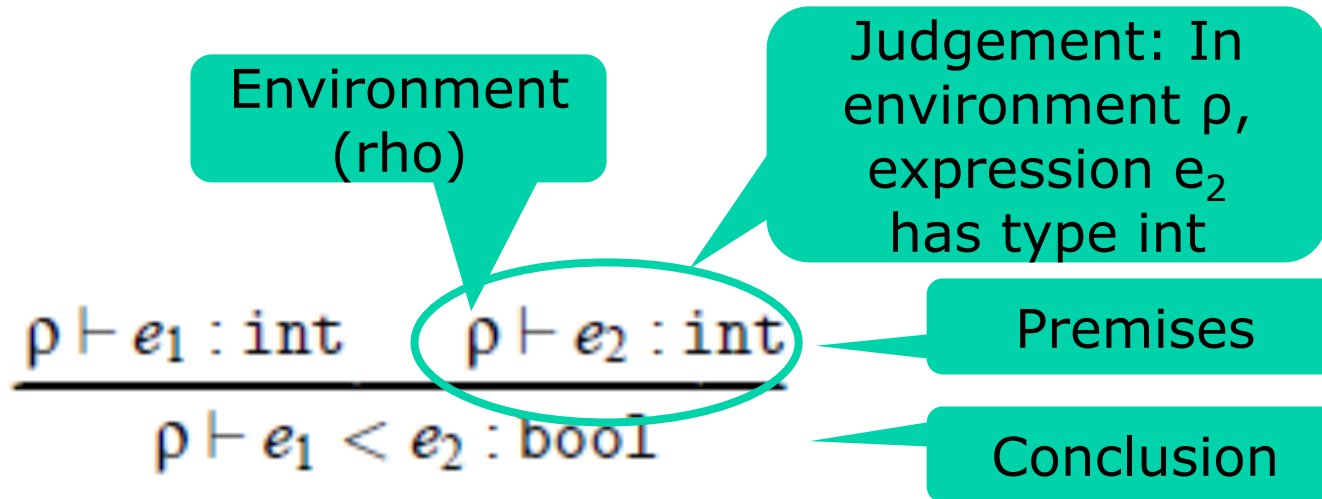 Environment
(rho)
Judgement: In
environment ρ,
expression e₂
has type int
ρ ⊢ e₁ : int ρ ⊢ e₂ : int
Premises
ρ ⊢ e₁ < e₂ : bool
Conclusion